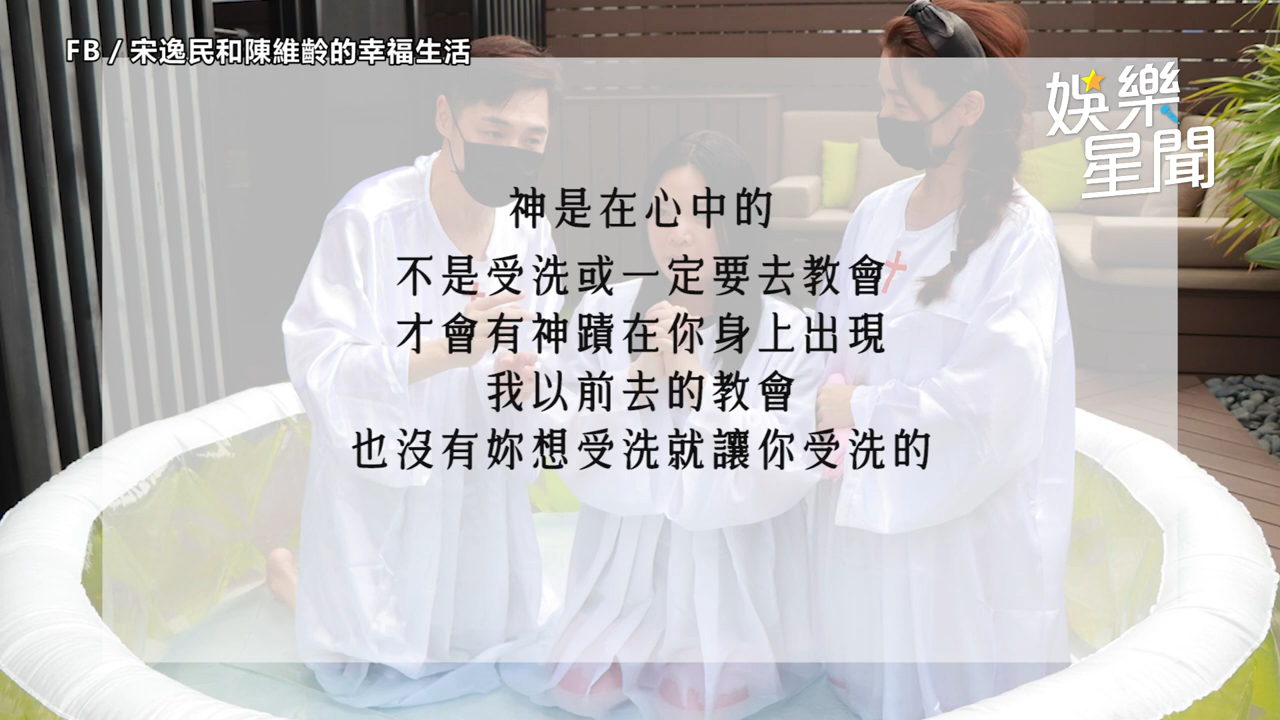 FB / 宋逸民和陳維齡的幸福生活
娛樂
星聞
神是在心中的
不是受洗或一定要去教會
才會有神蹟在你身上出現
我以前去的教會
也沒有妳想受洗就讓你受洗的